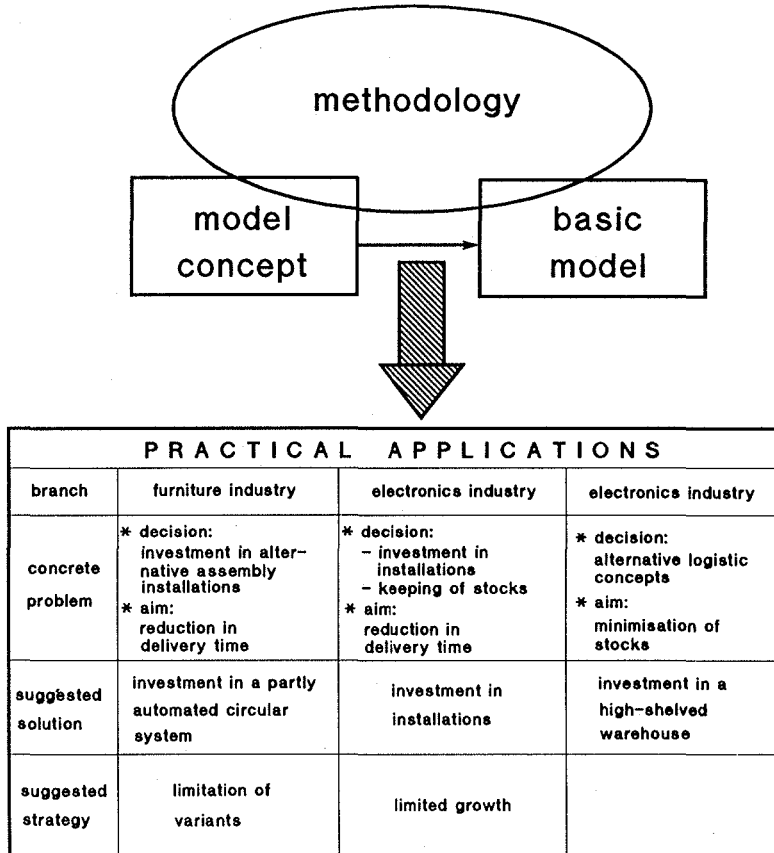 methodology
model
concept
basic
model
PRACTICAL APPLICATIONS
branch
furniture industry
electronics industry
electronics industry
concrete
problem
* decision:
investment in alter-
native assembly
installations
* aim:
reduction in
delivery time
* decision:
- investment in
installations
- keeping of stocks
* aim:
reduction in
delivery time
* decision:
alternative logistic
concepts
* aim:
minimisation of
stocks
suggested
solution
investment in a partly
automated circular
system
investment in
installations
investment in a
high-shelved
warehouse
suggested
strategy
limitation of
variants
limited growth